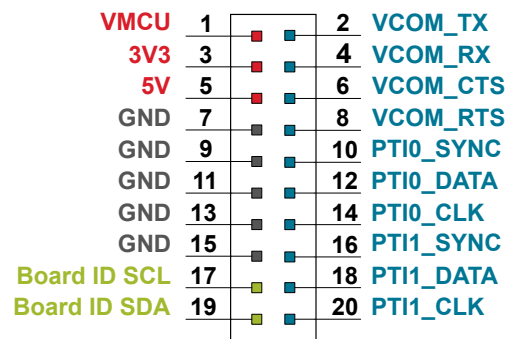 VMCU 1 2 VCOM_TX
3V3 3 4 VCOM_RX
5V 5 6 VCOM_CTS
GND 7 8 VCOM_RTS
GND 9 10 PTI0_SYNC
GND 11 12 PTI0_DATA
GND 13 14 PTI0_CLK
GND 15 16 PTI1_SYNC
Board ID SCL 17 18 PTI1_DATA
Board ID SDA 19 20 PTI1_CLK